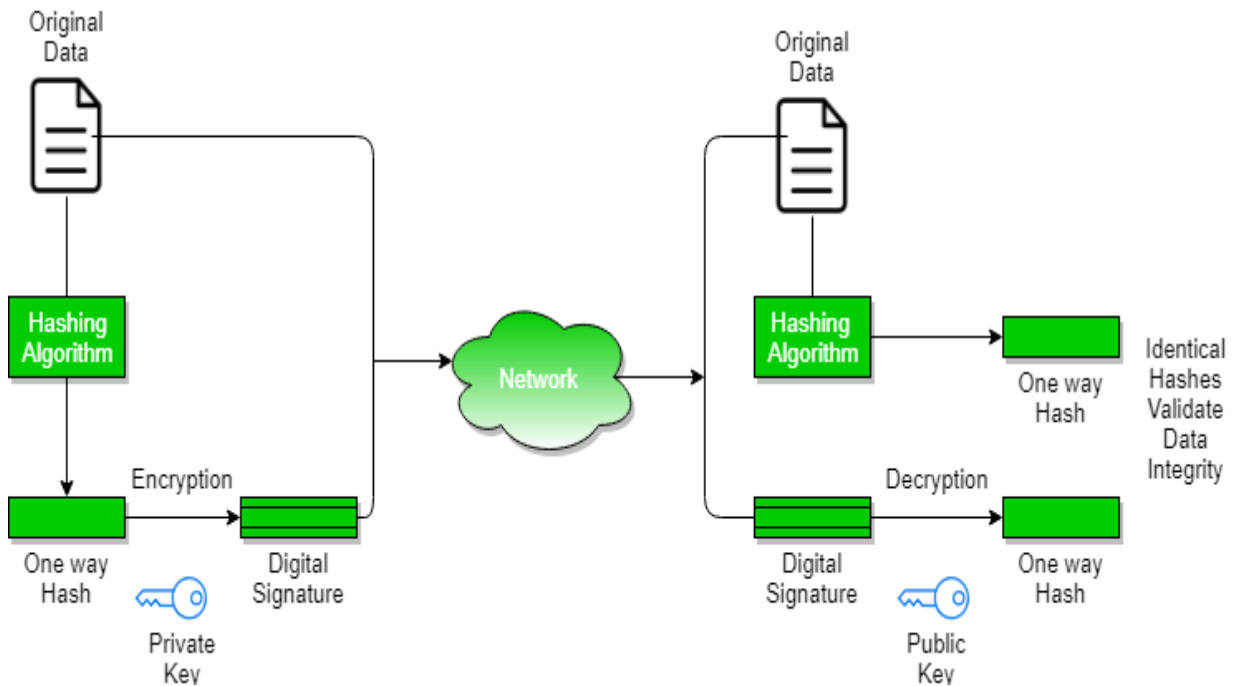 Original
Data
Hashing
Algorithm
One way
Hash
Encryption
Private
Key
Digital
Signature
Network
Original
Data
Hashing
Algorithm
One way
Hash
Identical
Hashes
Validate
Data
Integrity
Digital
Signature
Decryption
Public
Key
One way
Hash